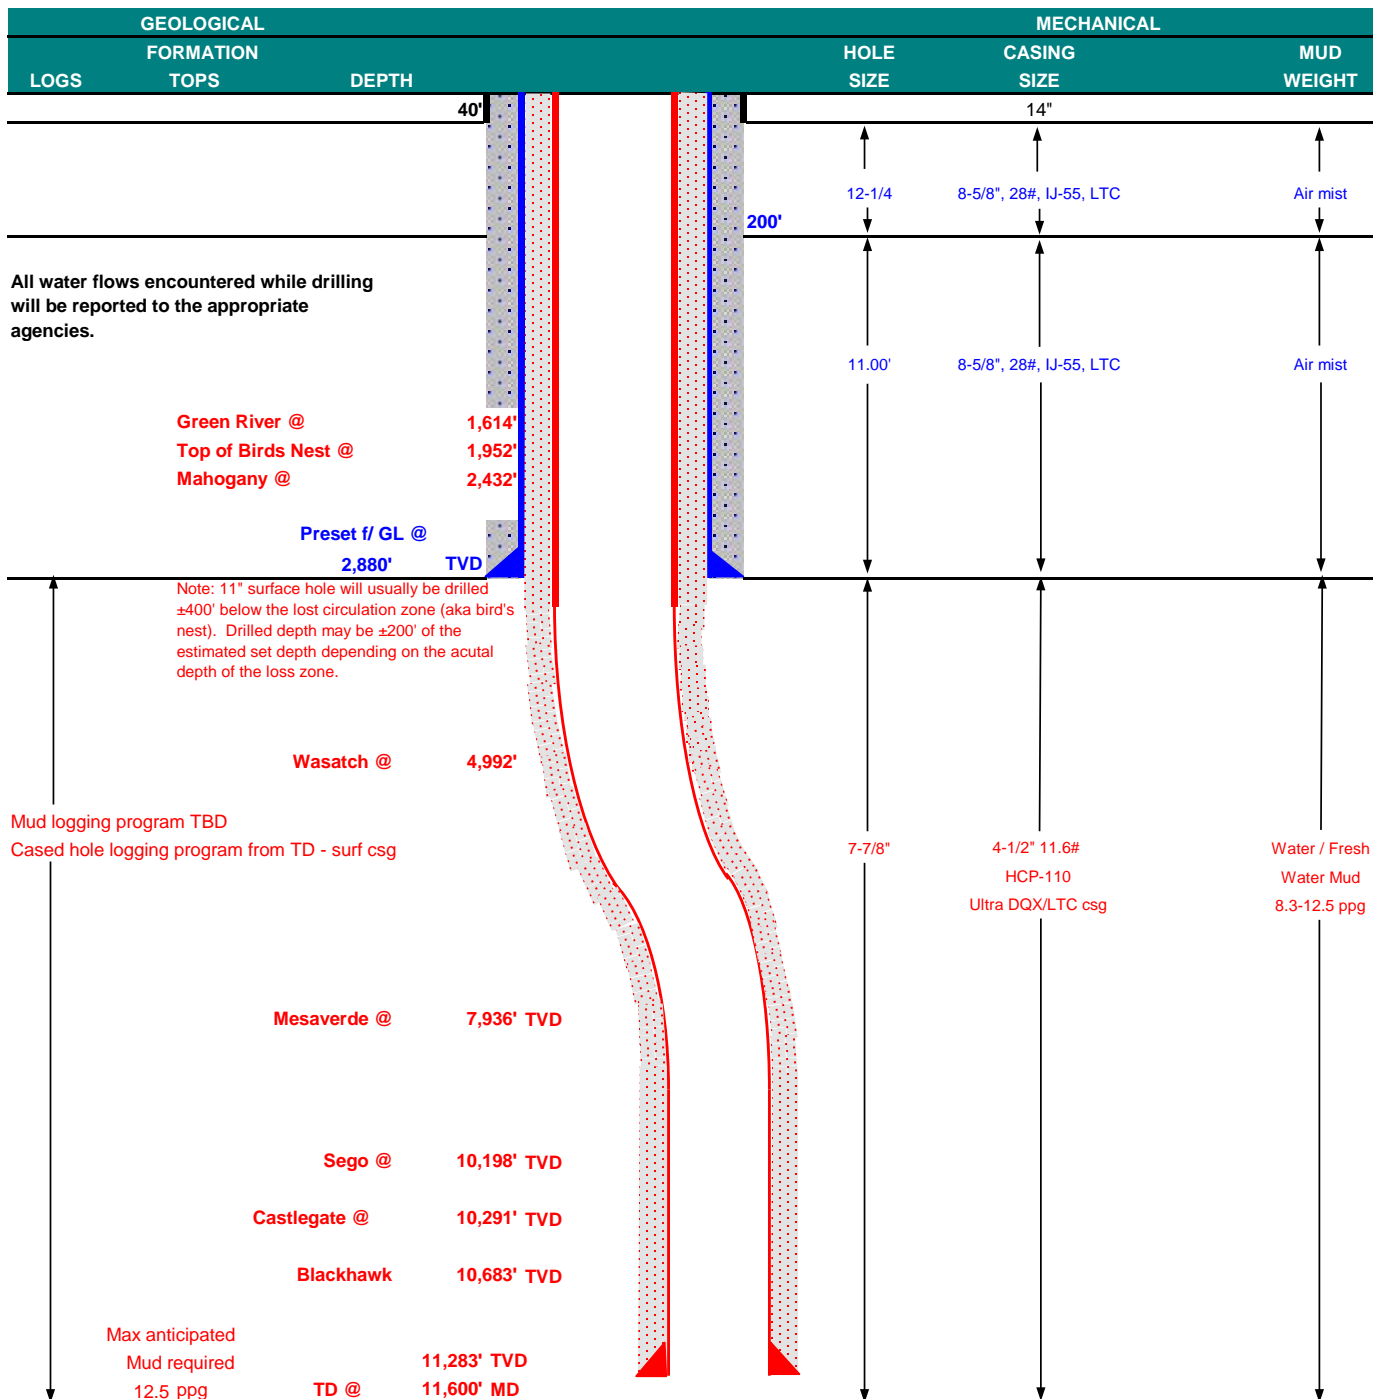 GEOLOGICAL MECHANICAL
FORMATION HOLE CASING MUD
LOGS TOPS DEPTH SIZE SIZE WEIGHT
40' 14"
12-1/4 8-5/8", 28#, IJ-55, LTC Air mist
200'
All water flows encountered while drilling
will be reported to the appropriate
agencies.
11.00' 8-5/8", 28#, IJ-55, LTC Air mist
Green River @ 1,614'
Top of Birds Nest @ 1,952'
Mahogany @ 2,432'
Preset f/ GL @
2,880' TVD
Note: 11" surface hole will usually be drilled
±400' below the lost circulation zone (aka bird's
nest). Drilled depth may be ±200' of the
estimated set depth depending on the acutal
depth of the loss zone.
Wasatch @ 4,992'
Mud logging program TBD
Cased hole logging program from TD - surf csg
7-7/8" 4-1/2" 11.6# Water / Fresh
HCP-110 Water Mud
Ultra DQX/LTC csg 8.3-12.5 ppg
Mesaverde @ 7,936' TVD
Sego @ 10,198' TVD
Castlegate @ 10,291' TVD
Blackhawk 10,683' TVD
Max anticipated
Mud required 11,283' TVD
12.5 ppg TD @ 11,600' MD